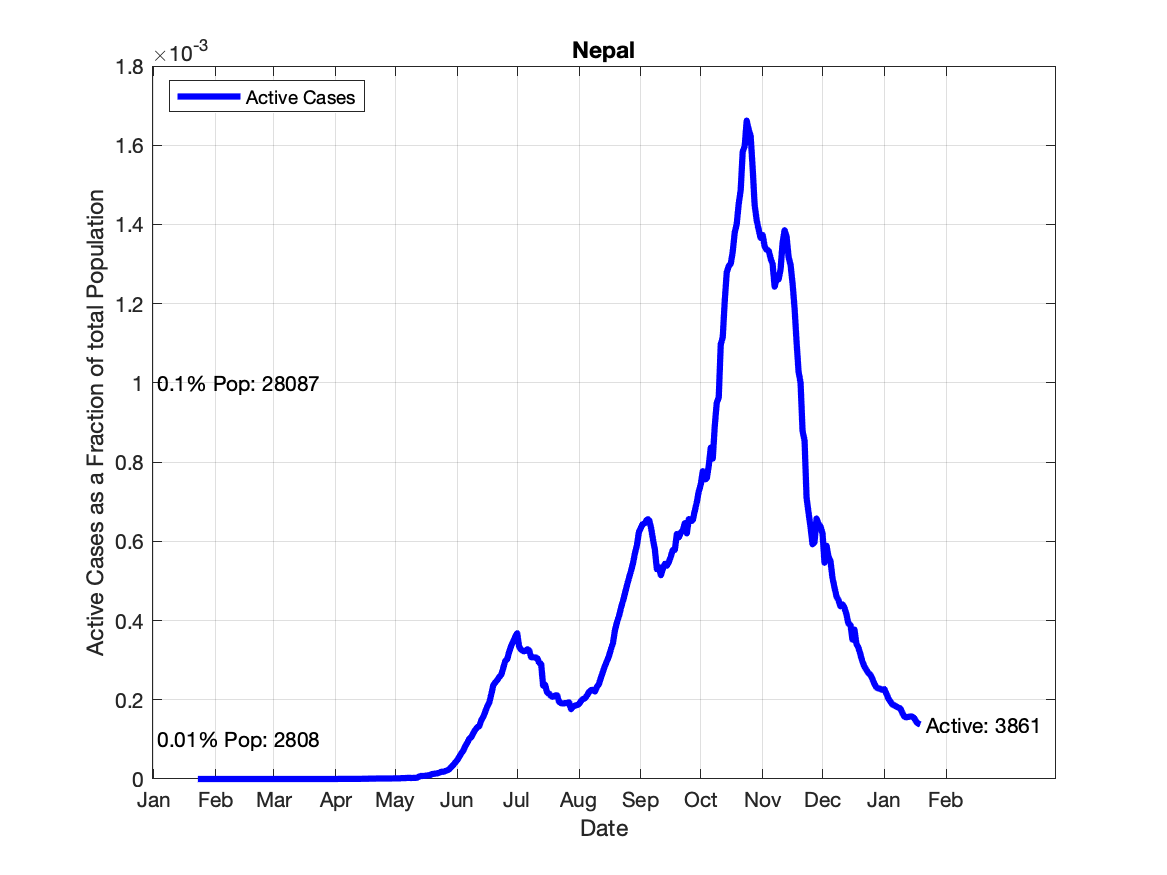 Nepal
×10-3
1.8
1.6
1.4
1.2
1
0.8
0.6
0.4
0.2
0
Active Cases as a Fraction of total Population
Active Cases
0.1% Pop: 28087
0.01% Pop: 2808
Active: 3861
Jan Feb Mar Apr May Jun Jul Aug Sep Oct Nov Dec Jan Feb
Date